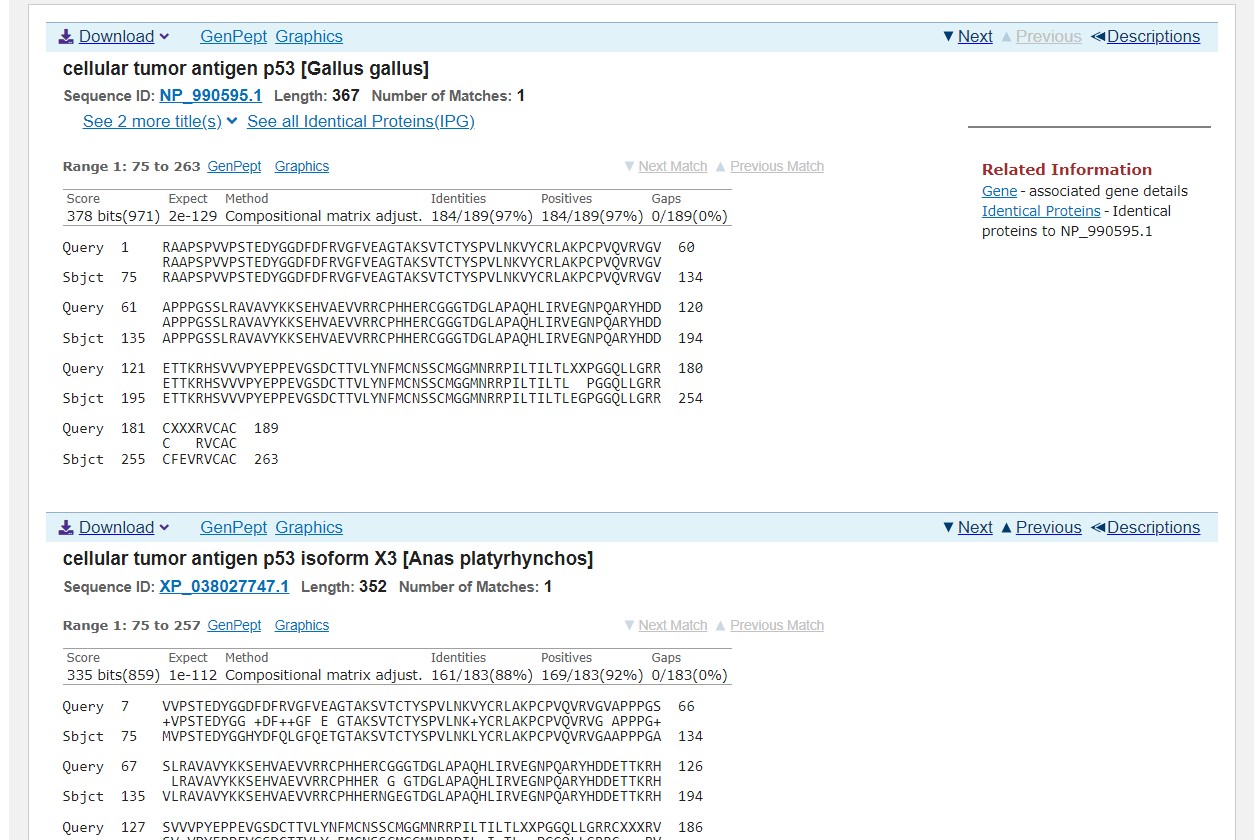 Download GenPept Graphics Next Previous Descriptions
cellular tumor antigen p53 [Gallus gallus]
Sequence ID: NP_990595.1 Length: 367 Number of Matches: 1
See 2 more title(s) See all Identical Proteins(IPG)
Range 1: 75 to 263 GenPept Graphics Next Match Previous Match
Score Expect Method Identities Positives Gaps
378 bits(971) 2e-129 Compositional matrix adjust. 184/189(97%) 184/189(97%) 0/189(0%)
Query 1 RAAPSPVVPSTEDYGGDFDFRVGFVEAGTAKSVTCTYSPVLNKVYCRLAKPCPVQVRVGV 60
RAAPSPVVPSTEDYGGDFDFRVGFVEAGTAKSVTCTYSPVLNKVYCRLAKPCPVQVRVGV
Sbjct 75 RAAPSPVVPSTEDYGGDFDFRVGFVEAGTAKSVTCTYSPVLNKVYCRLAKPCPVQVRVGV 134
Query 61 APPPGSSLRAVAVYKKSEHVAEVVRRCPHHERCGGGTDGLAPAQHLIRVEGNPQARYHDD 120
APPPGSSLRAVAVYKKSEHVAEVVRRCPHHERCGGGTDGLAPAQHLIRVEGNPQARYHDD
Sbjct 135 APPPGSSLRAVAVYKKSEHVAEVVRRCPHHERCGGGTDGLAPAQHLIRVEGNPQARYHDD 194
Query 121 ETTKRHSVVVPYEPPEVGSDCTTVLYNFMCNSSCMGGMNRRPILTILTLXXPGGQLLGRR 180
ETTKRHSVVVPYEPPEVGSDCTTVLYNFMCNSSCMGGMNRRPILTILTL  PGGQLLGRR
Sbjct 195 ETTKRHSVVVPYEPPEVGSDCTTVLYNFMCNSSCMGGMNRRPILTILTLEGPGGQLLGRR 254
Query 181 CXXXRVCAC 189
C   RVCAC
Sbjct 255 CFEVRVCAC 263
Related Information
Gene - associated gene details
Identical Proteins - Identical
proteins to NP_990595.1
Download GenPept Graphics Next Previous Descriptions
cellular tumor antigen p53 isoform X3 [Anas platyrhynchos]
Sequence ID: XP_038027747.1 Length: 352 Number of Matches: 1
Range 1: 75 to 257 GenPept Graphics Next Match Previous Match
Score Expect Method Identities Positives Gaps
335 bits(859) 1e-112 Compositional matrix adjust. 161/183(88%) 169/183(92%) 0/183(0%)
Query 7 VVPSTEDYGGDFDFRVGFVEAGTAKSVTCTYSPVLNKVYCRLAKPCPVQVRVGVAPPPGS 66
+VPSTEDYGG +DF++GF E GTAKSVTCTYSPVLNK+YCRLAKPCPVQVRVG APPPG+
Sbjct 75 MVPSTEDYGGHYDFQLGFQETGTAKSVTCTYSPVLNKLYCRLAKPCPVQVRVGAAPPPGA 134
Query 67 SLRAVAVYKKSEHVAEVVRRCPHHERCGGGTDGLAPAQHLIRVEGNPQARYHDDETTKRH 126
LRAVAVYKKSEHVAEVVRRCPHHER G GTDGLAPAQHLIRVEGNPQARYHDDETTKRH
Sbjct 135 VLRAVAVYKKSEHVAEVVRRCPHHERNGEGTDGLAPAQHLIRVEGNPQARYHDDETTKRH 194
Query 127 SVVVPYEPPEVGSDCTTVLYNFMCNSSCMGGMNRRPILTILTLXXPGGQLLGRRCXXXRV 186